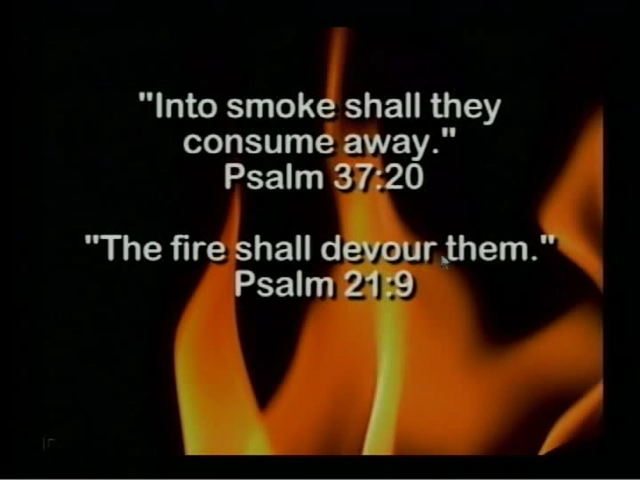 "Into smoke shall they
consume away."
Psalm 37:20
"The fire shall devour them."
Psalm 21:9